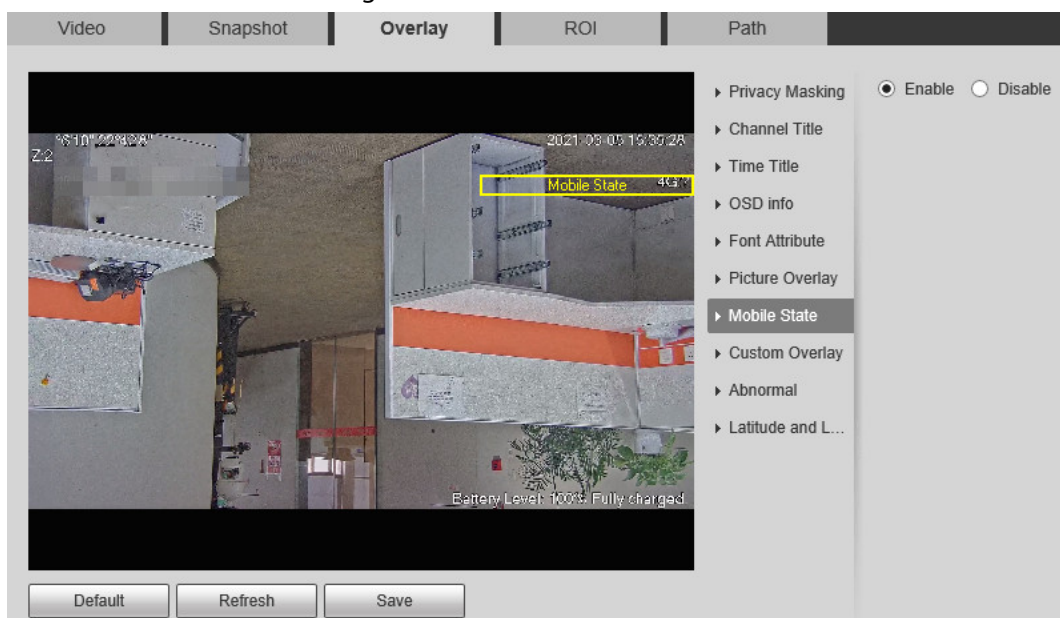 Video Snapshot Overlay ROI Path
Privacy Masking
Enable Disable
Channel Title
Time Title
OSD info
Font Attribute
Picture Overlay
Mobile State
Custom Overlay
Abnormal
Latitude and L...
Z:2
2021-03-05 15:35:28
Mobile State 4G
Battery Level: 100% Fully charged
Default Refresh Save